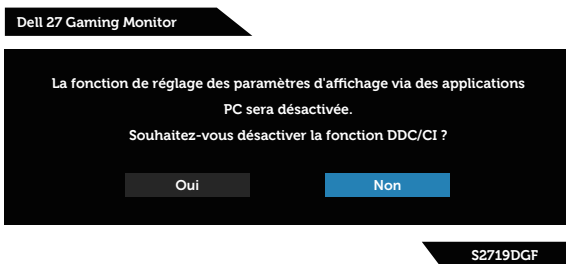 Dell 27 Gaming Monitor
La fonction de réglage des paramètres d'affichage via des applications
PC sera désactivée.
Souhaitez-vous désactiver la fonction DDC/CI ?
Oui
Non
S2719DGF